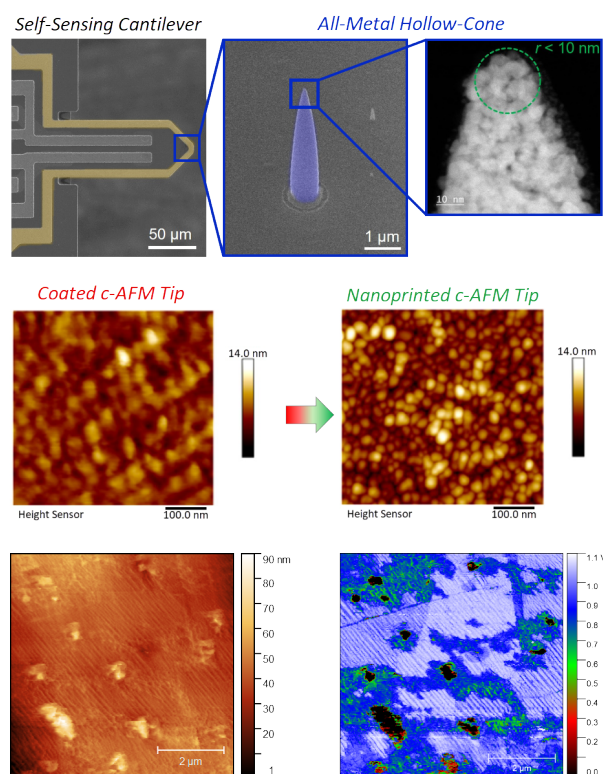 Self-Sensing Cantilever
All-Metal Hollow-Cone
r < 10 nm
50 µm
1 µm
10 nm
Coated c-AFM Tip
Nanoprinted c-AFM Tip
14.0 nm
14.0 nm
Height Sensor
100.0 nm
Height Sensor
100.0 nm
90 nm
80
70
60
50
40
30
20
1
2 µm
1.1 V
1.0
0.9
0.8
0.7
0.6
0.5
0.4
0.3
0.2
0.0
2 µm